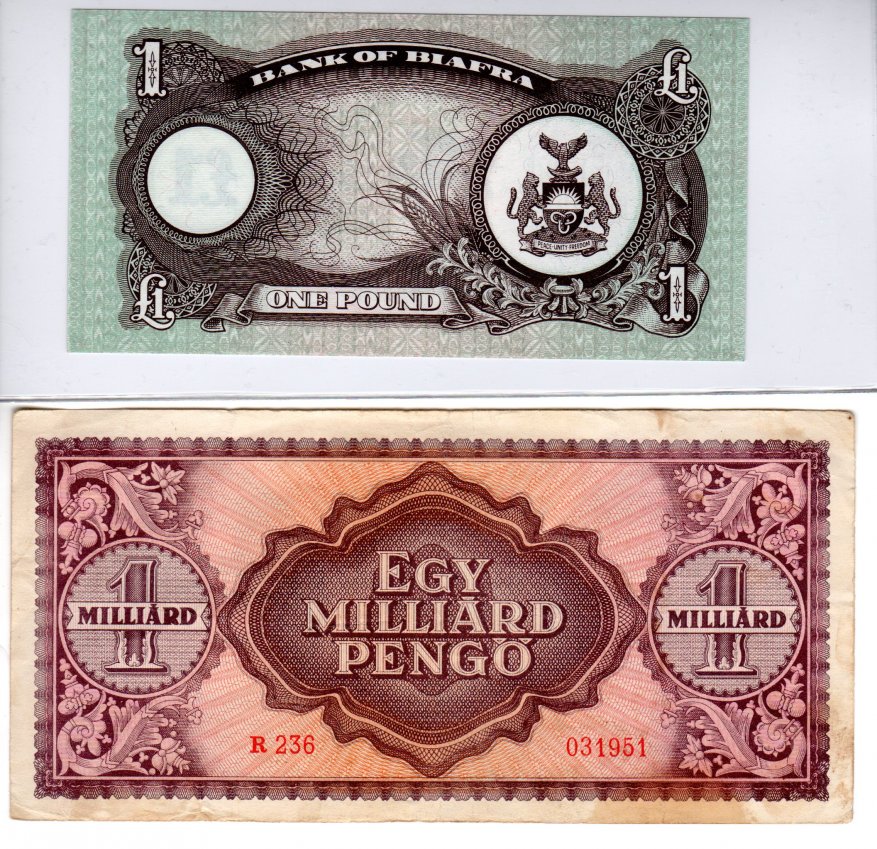 1
BANK OF BIAFRA
£1
£1
PEACE·UNITY·FREEDOM
£1
ONE POUND
1
1
MILLIÁRD
EGY
MILLIÁRD
PENGŐ
1
MILLIÁRD
R 236
031951